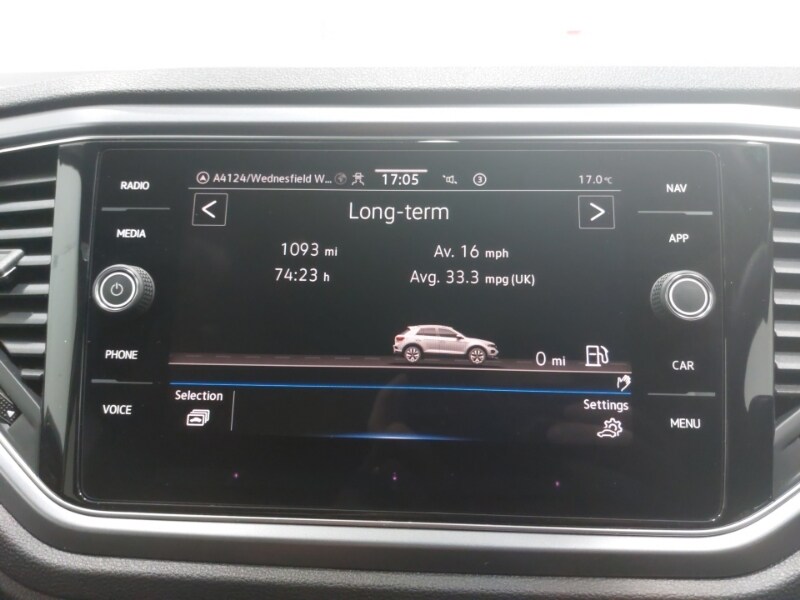 RADIO
MEDIA
PHONE
VOICE
A4124/Wednesfield W... 17:05 3 17.0°C
Long-term
1093 mi
Av. 16 mph
74:23 h
Avg. 33.3 mpg (UK)
0 mi
Selection
Settings
NAV
APP
CAR
MENU